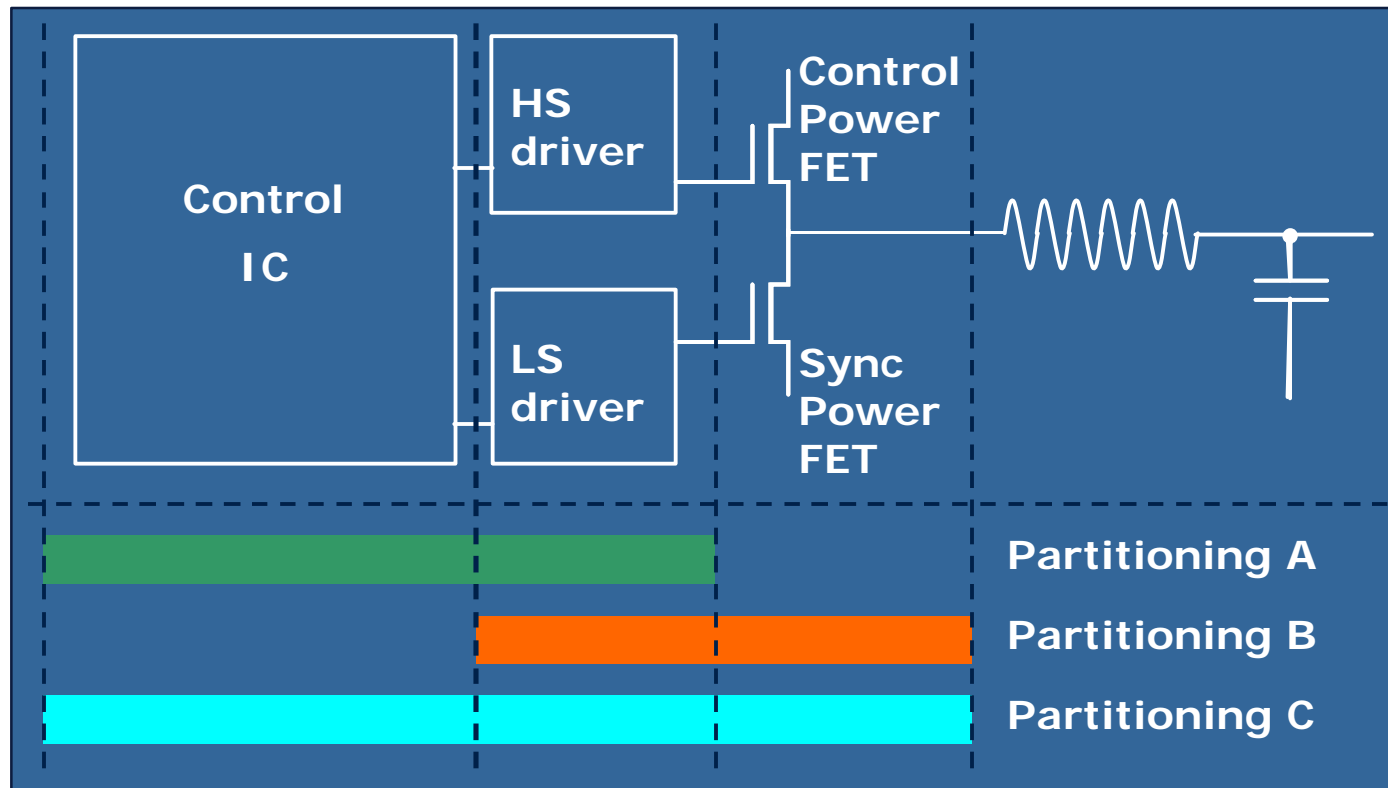 Control
IC
HS
driver
LS
driver
Control
Power
FET
Sync
Power
FET
Partitioning A
Partitioning B
Partitioning C